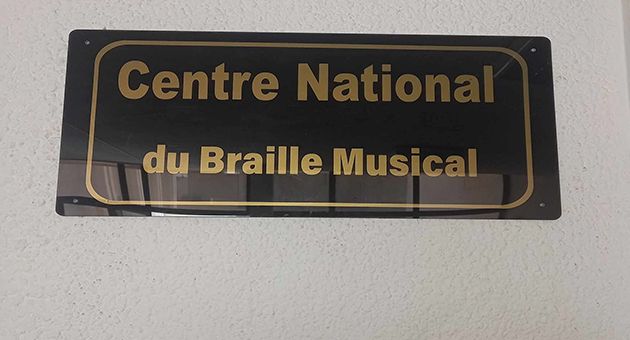 Centre National
du Braille Musical